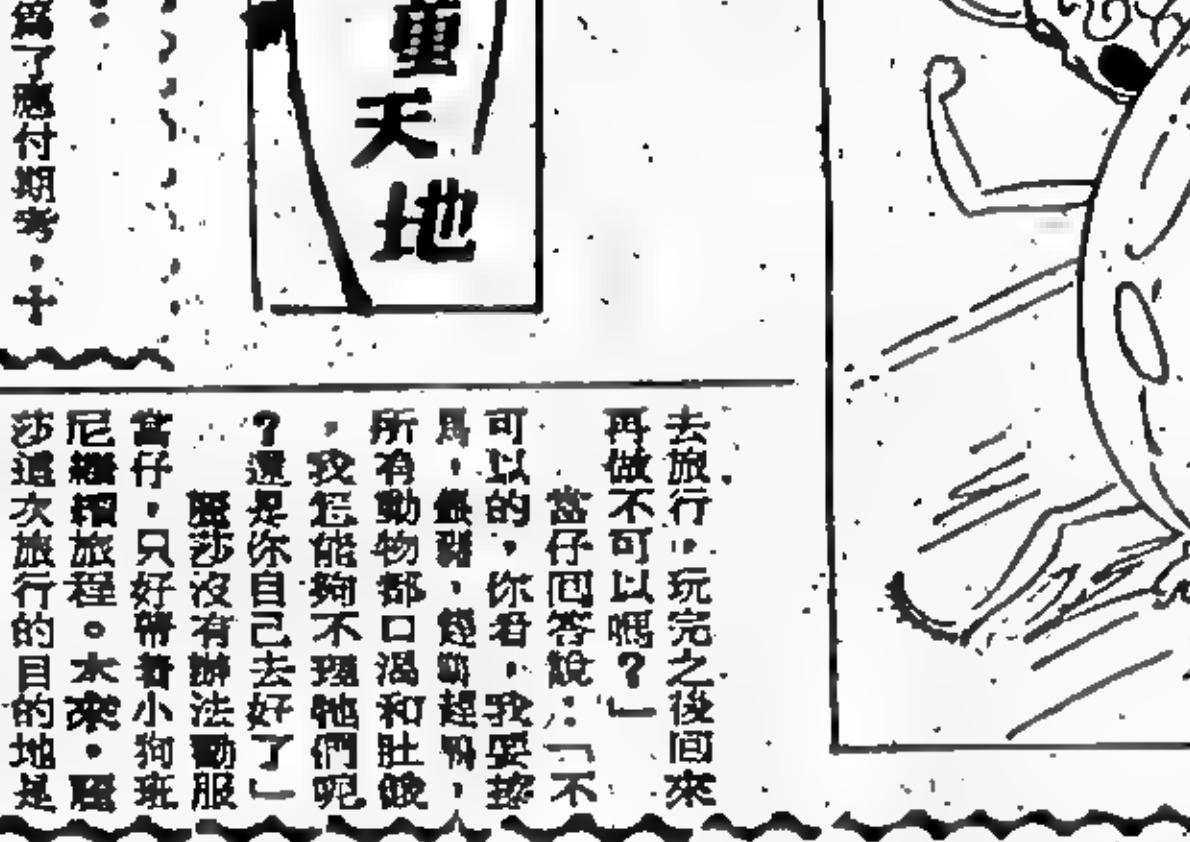 童天地
爲了應付期考，十
去旅行，玩完之後回來
再做不可以嗎？」
當仔回答說：「不
可以的，你看，我要
馬，餵豬，趕鴨，
所有動物都口渴和肚餓
，我怎能夠不理牠們呢
？還是你自己去好了」
麗莎沒有辦法勸服
當仔，只好帶着小狗班
尼繼續旅程。本來，麗
莎這次旅行的目的地是